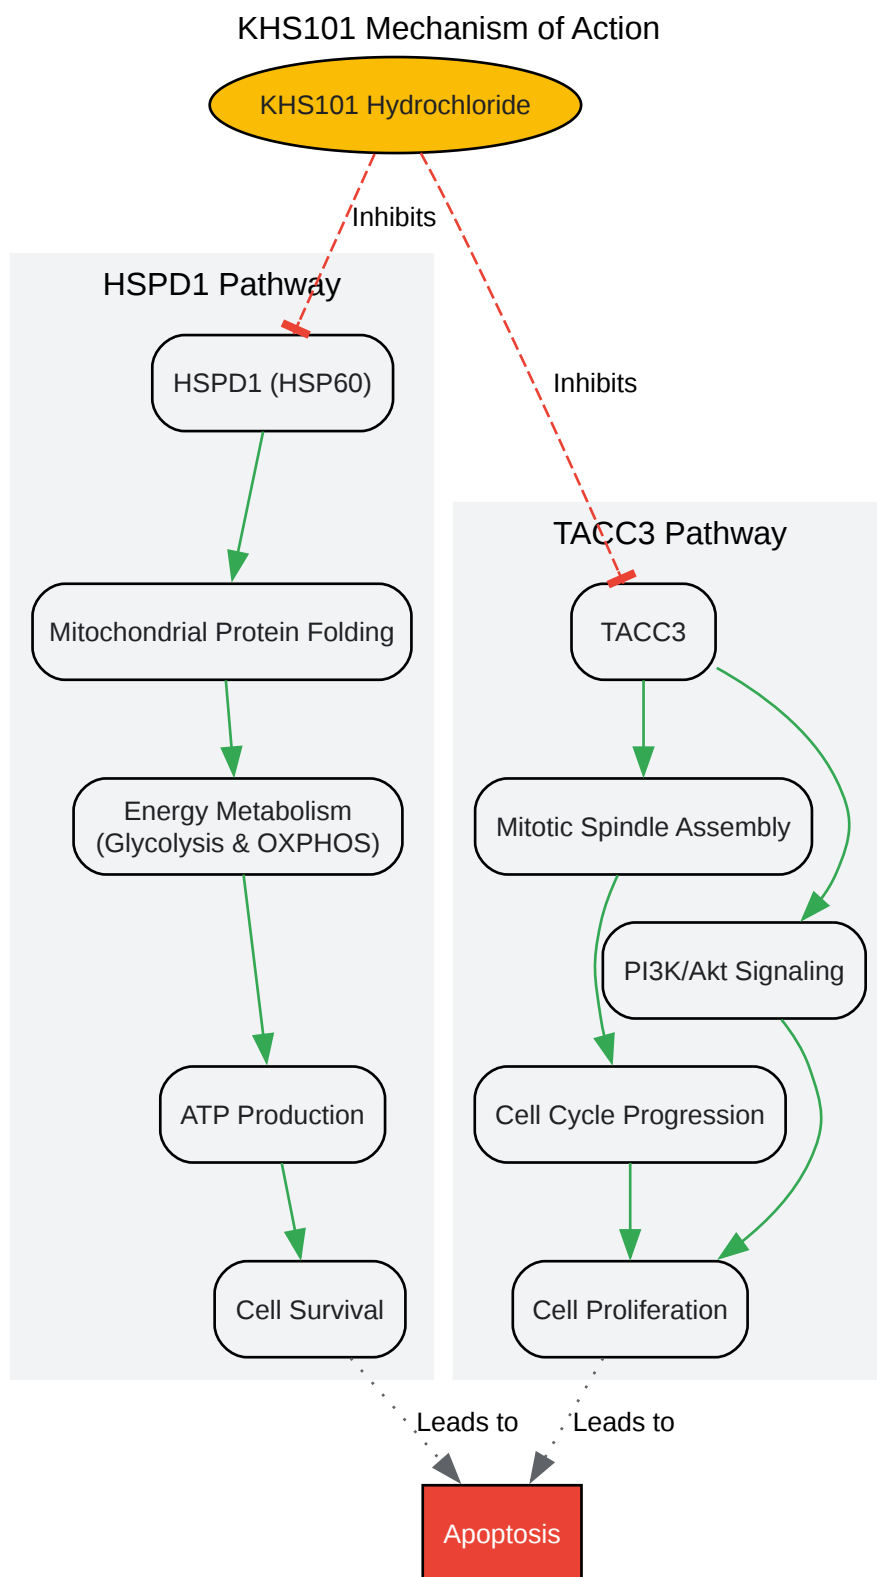 KHS101 Mechanism of Action
KHS101 Hydrochloride
Inhibits
HSPD1 Pathway
HSPD1 (HSP60)
Inhibits
TACC3 Pathway
Mitochondrial Protein Folding
TACC3
Energy Metabolism
(Glycolysis & OXPHOS)
Mitotic Spindle Assembly
PI3K/Akt Signaling
ATP Production
Cell Cycle Progression
Cell Survival
Cell Proliferation
Leads to
Leads to
Apoptosis